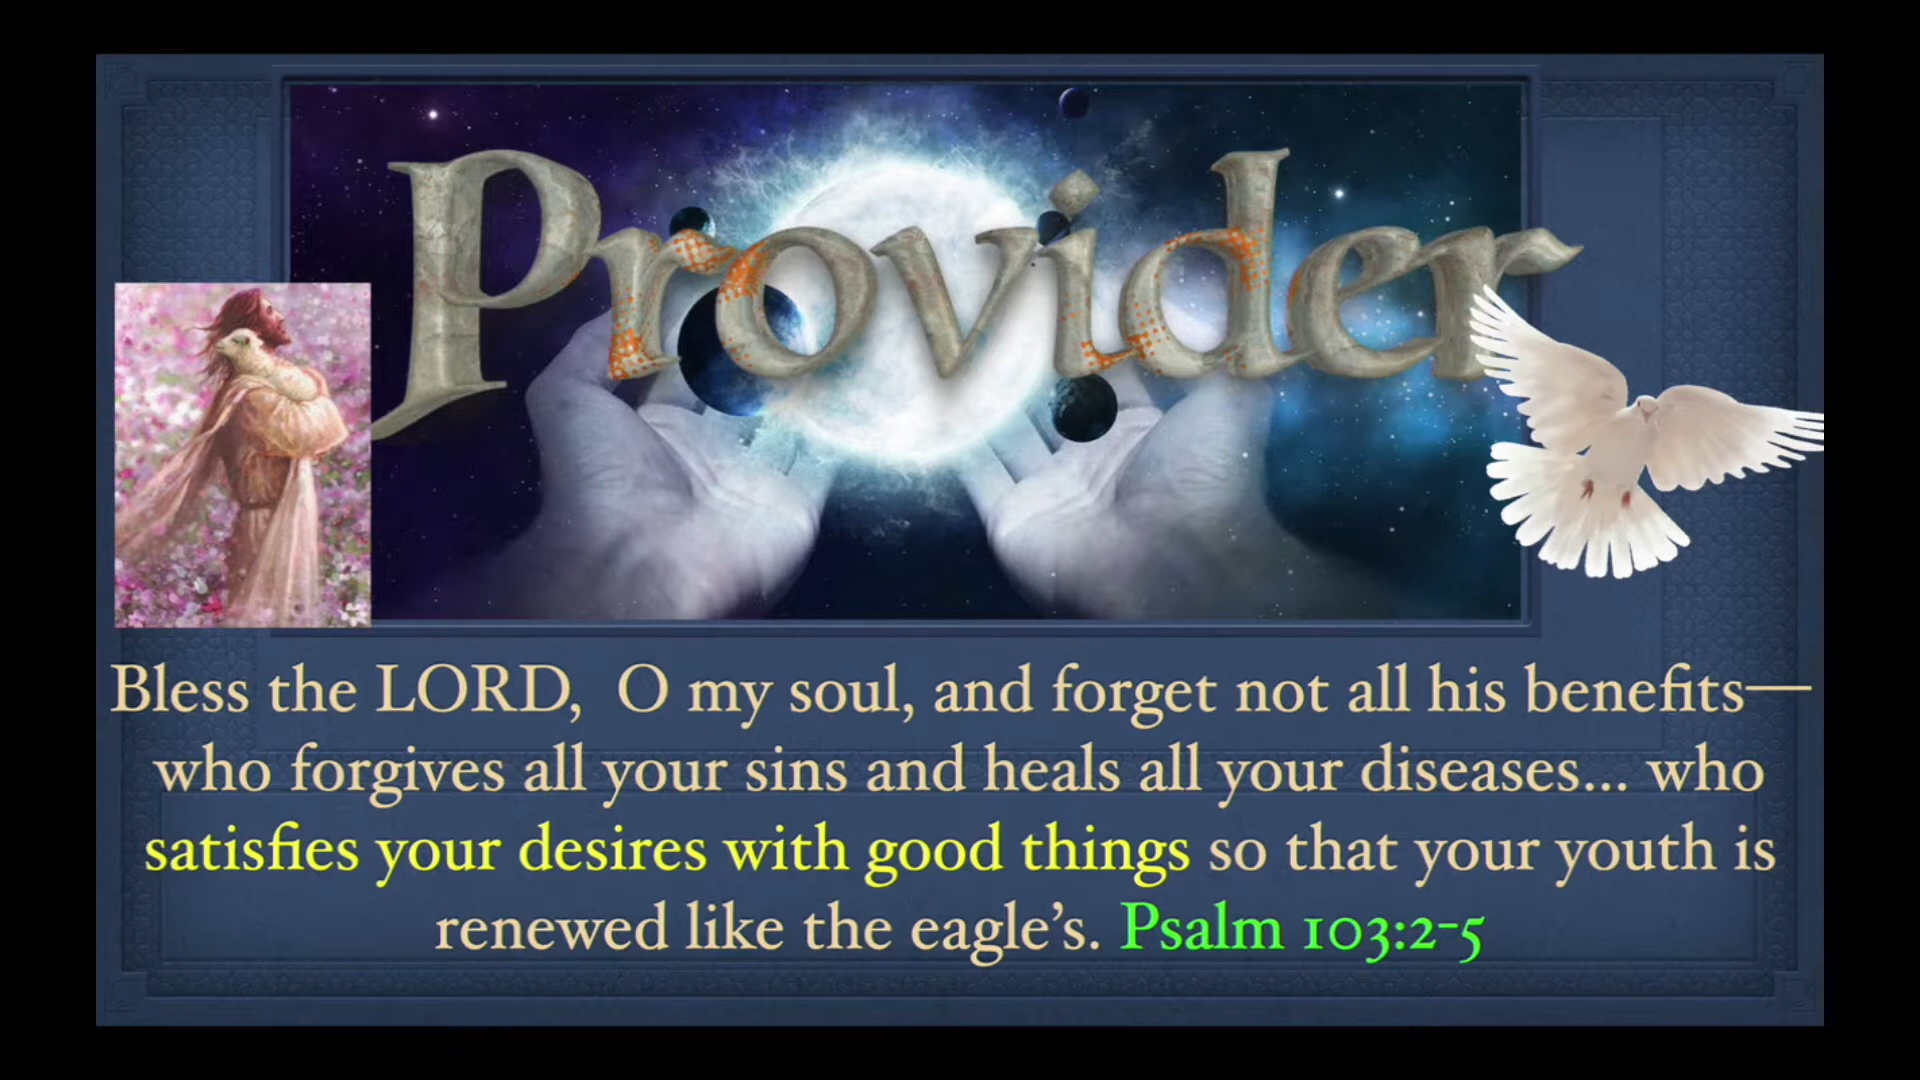 Provider
Bless the LORD,  O my soul, and forget not all his benefits—
who forgives all your sins and heals all your diseases... who
satisfies your desires with good things so that your youth is
renewed like the eagle’s. Psalm 103:2-5